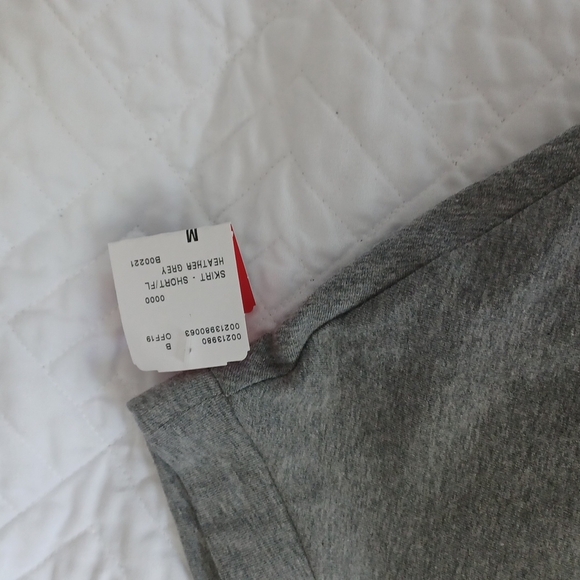 00213980
00213980063
B
OFF19
0000
SKIRT - SHORT/FL
HEATHER GREY
B00221
M